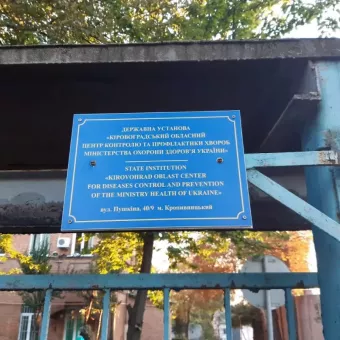 ДЕРЖАВНА УСТАНОВА
«КІРОВОГРАДСЬКИЙ ОБЛАСНИЙ
ЦЕНТР КОНТРОЛЮ ТА ПРОФІЛАКТИКИ ХВОРОБ
МІНІСТЕРСТВА ОХОРОНИ ЗДОРОВ'Я УКРАЇНИ»
STATE INSTITUTION
«KIROVOHRAD OBLAST CENTER
FOR DISEASES CONTROL AND PREVENTION
OF THE MINISTRY HEALTH OF UKRAINE»
вул. Пушкіна, 40/9 м. Кропивницький